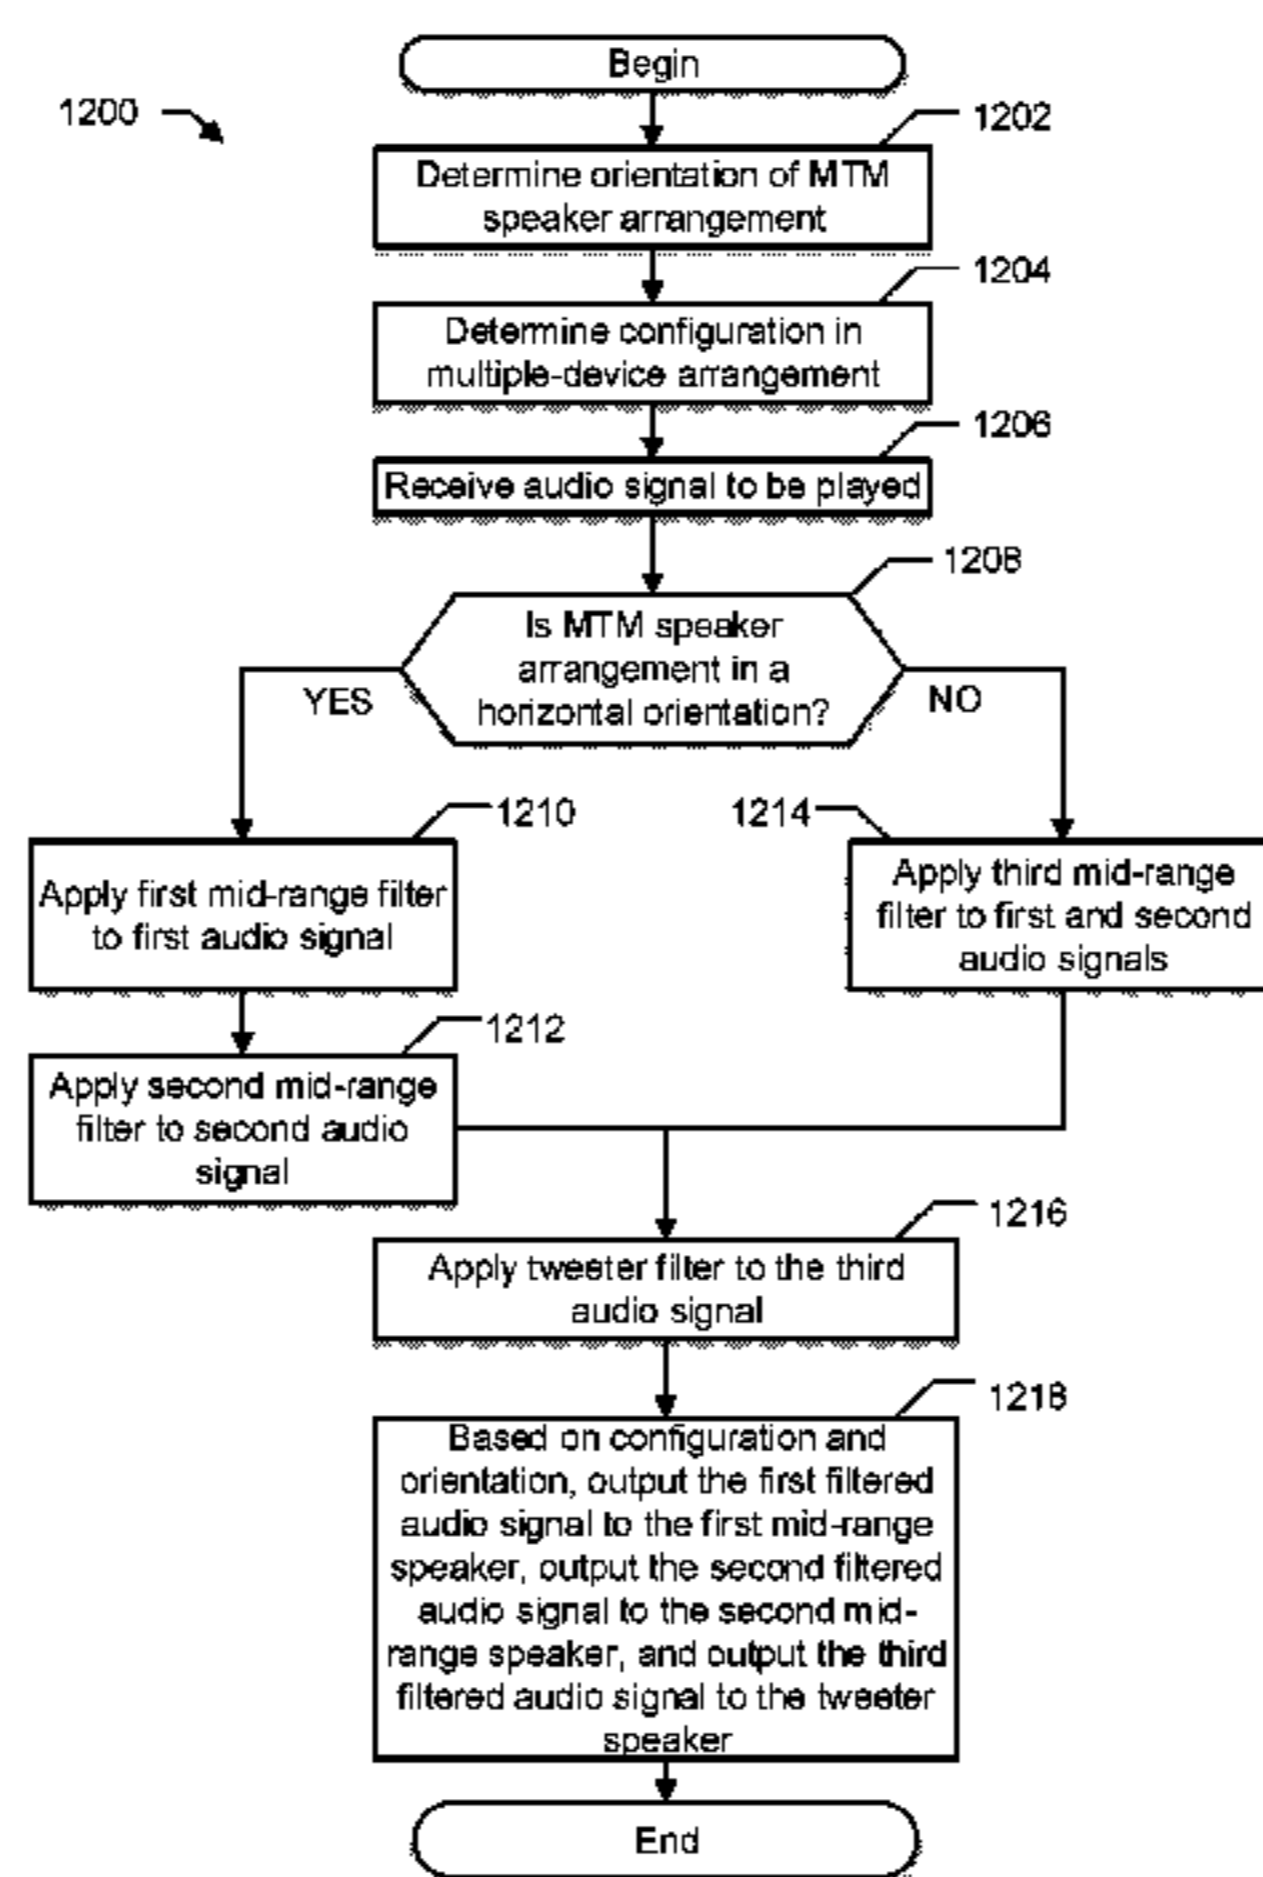 Begin
1200
1202
Determine orientation of MTM
speaker arrangement
1204
Determine configuration in
multiple-device arrangement
1206
Receive audio signal to be played
1208
Is MTM speaker
arrangement in a
horizontal orientation?
YES
NO
1210
Apply first mid-range filter
to first audio signal
1214
Apply third mid-range
filter to first and second
audio signals
1212
Apply second mid-range
filter to second audio
signal
1216
Apply tweeter filter to the third
audio signal
1218
Based on configuration and
orientation, output the first filtered
audio signal to the first mid-range
speaker, output the second filtered
audio signal to the second mid-
range speaker, and output the third
filtered audio signal to the tweeter
speaker
End